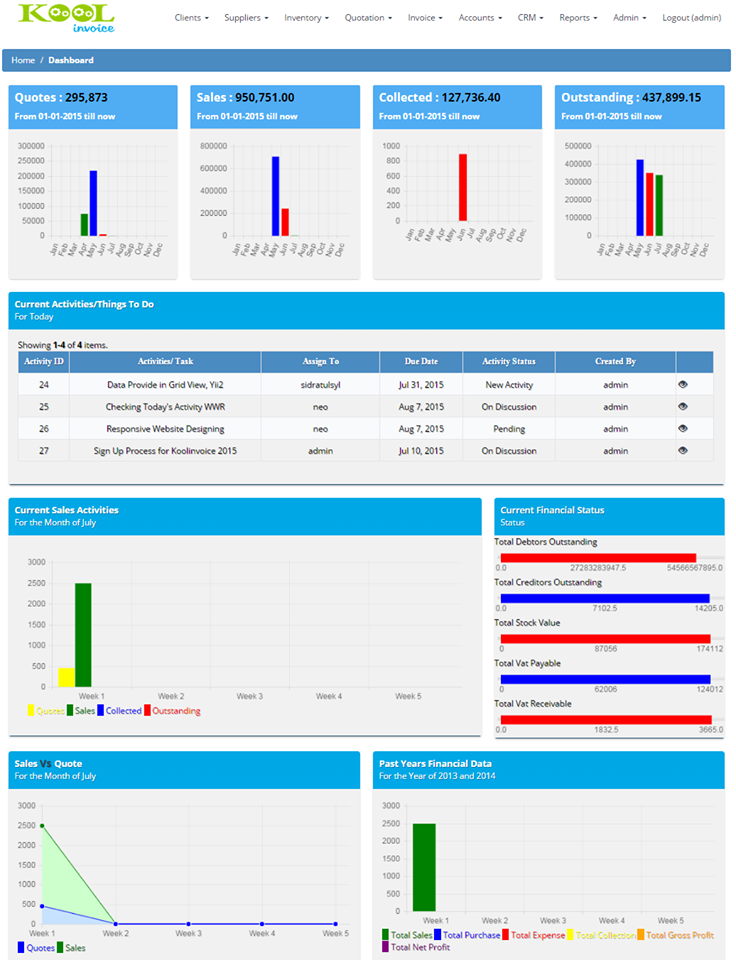 KOOL
invoice
Clients Suppliers Inventory Quotation Invoice Accounts CRM Reports Admin Logout (admin)
Home / Dashboard
Quotes : 295,873
From 01-01-2015 till now
300000
250000
200000
150000
100000
50000
0
Jan Feb Mar Apr May Jun Jul Aug Sep Oct Nov Dec
Sales : 950,751.00
From 01-01-2015 till now
800000
600000
400000
200000
0
Jan Feb Mar Apr May Jun Jul Aug Sep Oct Nov Dec
Collected : 127,736.40
From 01-01-2015 till now
1000
800
600
400
200
0
Jan Feb Mar Apr May Jun Jul Aug Sep Oct Nov Dec
Outstanding : 437,899.15
From 01-01-2015 till now
500000
400000
300000
200000
100000
0
Jan Feb Mar Apr May Jun Jul Aug Sep Oct Nov Dec
Current Activities/Things To Do
For Today
Showing 1-4 of 4 items.
Activity ID Activities/ Task Assign To Due Date Activity Status Created By
24 Data Provide in Grid View, Yii2 sidratulsyl Jul 31, 2015 New Activity admin
25 Checking Today's Activity WWR neo Aug 7, 2015 On Discussion admin
26 Responsive Website Designing neo Aug 7, 2015 Pending admin
27 Sign Up Process for Koolinvoice 2015 admin Jul 10, 2015 On Discussion admin
Current Sales Activities
For the Month of July
3000
2500
2000
1500
1000
500
0
Week 1 Week 2 Week 3 Week 4 Week 5
Quotes Sales Collected Outstanding
Current Financial Status
Status
Total Debtors Outstanding
0.0 27283283947.5 54566567895.0
Total Creditors Outstanding
0.0 7102.5 14205.0
Total Stock Value
0 87056 174112
Total Vat Payable
0 62006 124012
Total Vat Receivable
0.0 1832.5 3665.0
Sales Vs Quote
For the Month of July
3000
2500
2000
1500
1000
500
0
Week 1 Week 2 Week 3 Week 4 Week 5
Quotes Sales
Past Years Financial Data
For the Year of 2013 and 2014
3000
2500
2000
1500
1000
500
0
Week 1 Week 2 Week 3 Week 4 Week 5
Total Sales Total Purchase Total Expense Total Collection Total Gross Profit
Total Net Profit